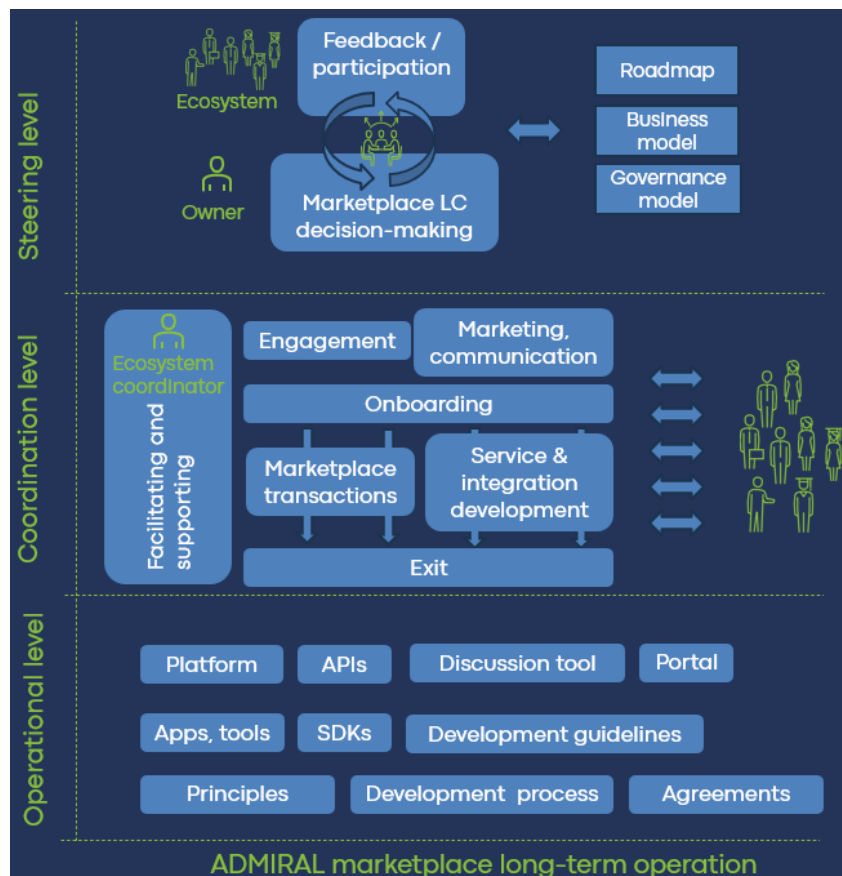 Steering level
Feedback /
participation
Ecosystem
Owner
Marketplace LC
decision-making
Roadmap
Business
model
Governance
model
Coordination level
Ecosystem
coordinator
Facilitating and
supporting
Engagement
Marketing,
communication
Onboarding
Marketplace
transactions
Service &
integration
development
Exit
Operational level
Platform
APIs
Discussion tool
Portal
Apps, tools
SDKs
Development guidelines
Principles
Development process
Agreements
ADMIRAL marketplace long-term operation